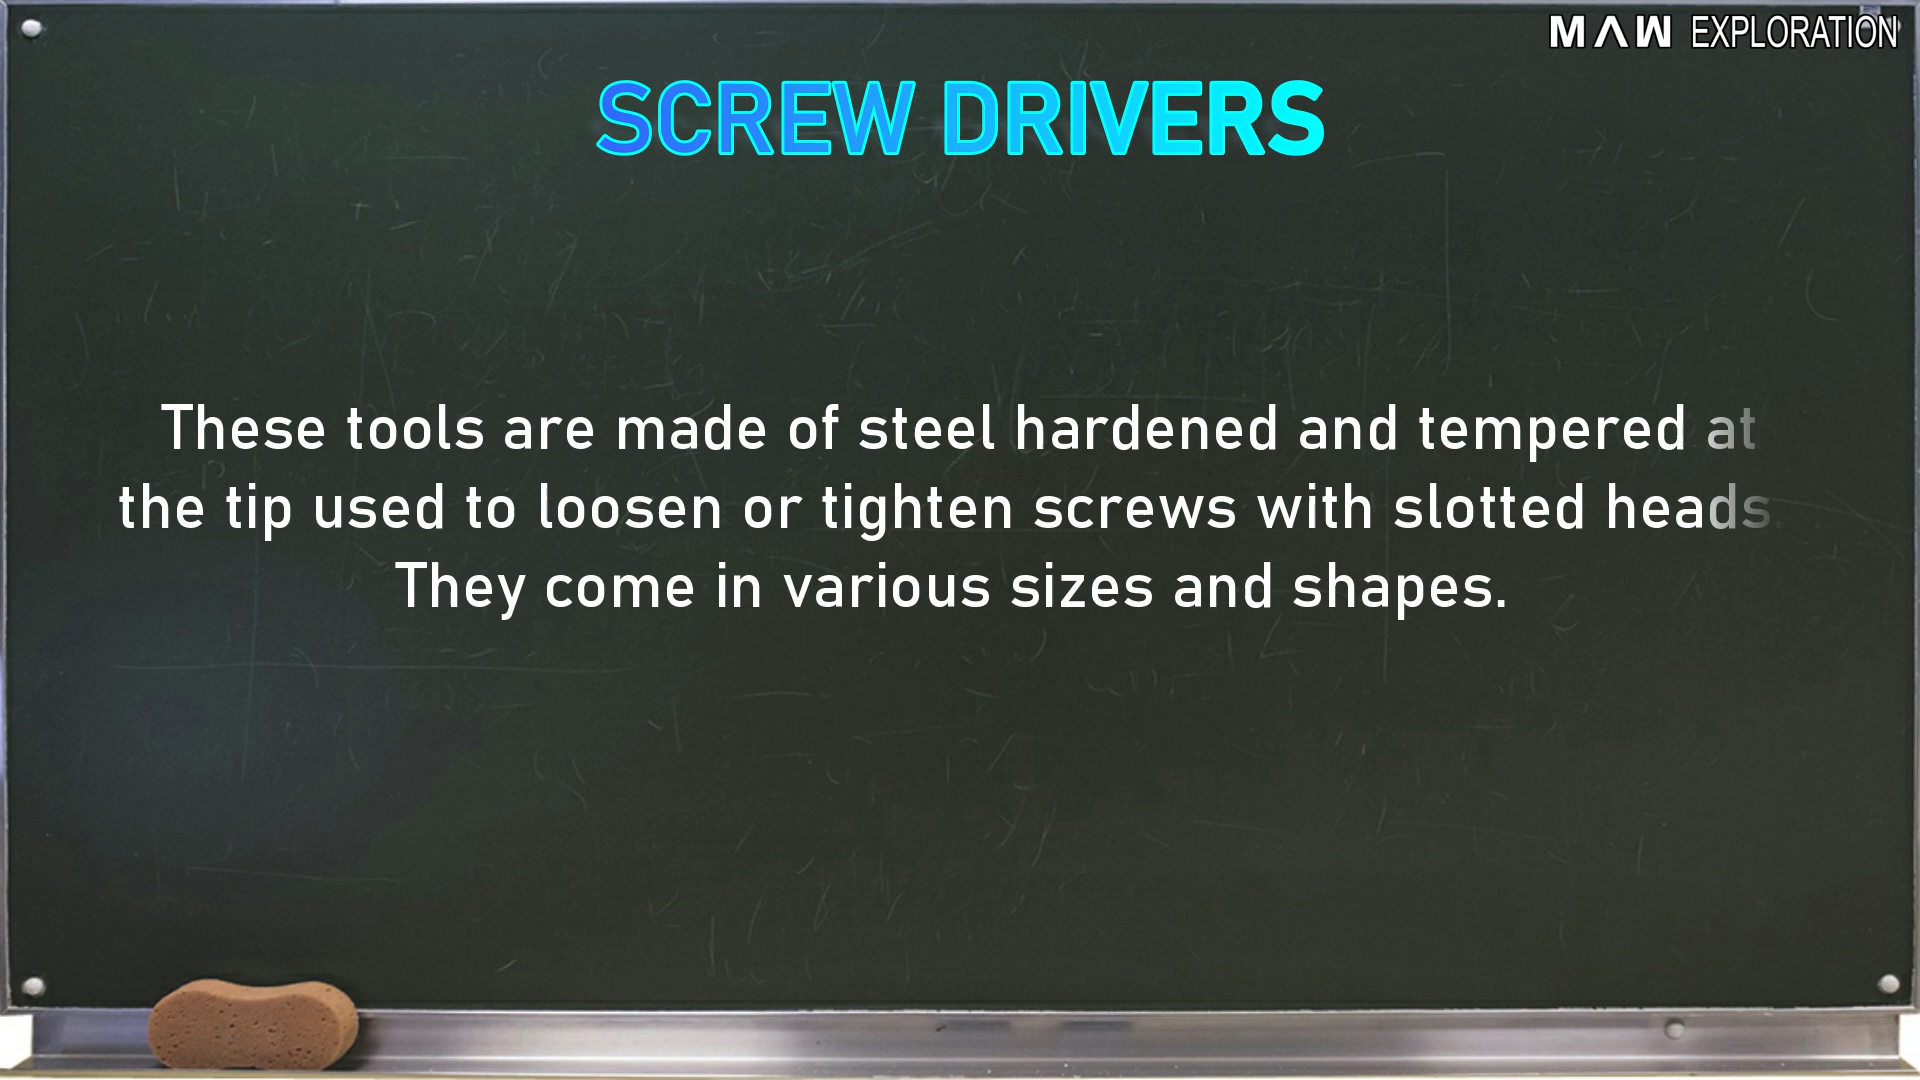 MAW EXPLORATION
SCREW DRIVERS
These tools are made of steel hardened and tempered at
the tip used to loosen or tighten screws with slotted heads.
They come in various sizes and shapes.